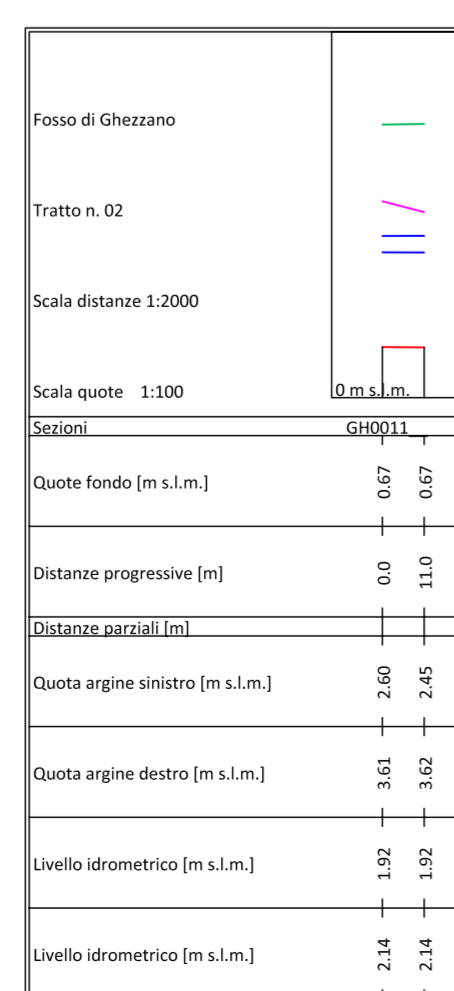 Fosso di Ghezzano
Tratto n. 02
Scala distanze 1:2000
Scala quote 1:100 0 m s.l.m.
Sezioni GH0011__
Quote fondo [m s.l.m.] 0.67 0.67
Distanze progressive [m] 0.0 11.0
Distanze parziali [m]
Quota argine sinistro [m s.l.m.] 2.60 2.45
Quota argine destro [m s.l.m.] 3.61 3.62
Livello idrometrico [m s.l.m.] 1.92 1.92
Livello idrometrico [m s.l.m.] 2.14 2.14